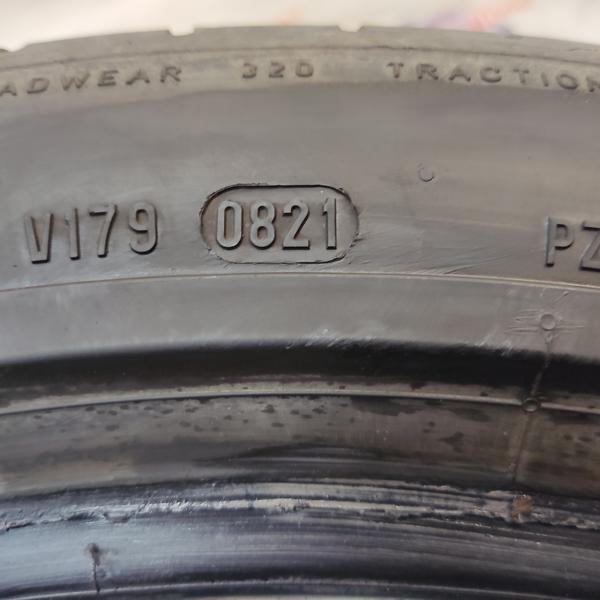 ADWEAR 320 TRACTION
V179 0821 PZ